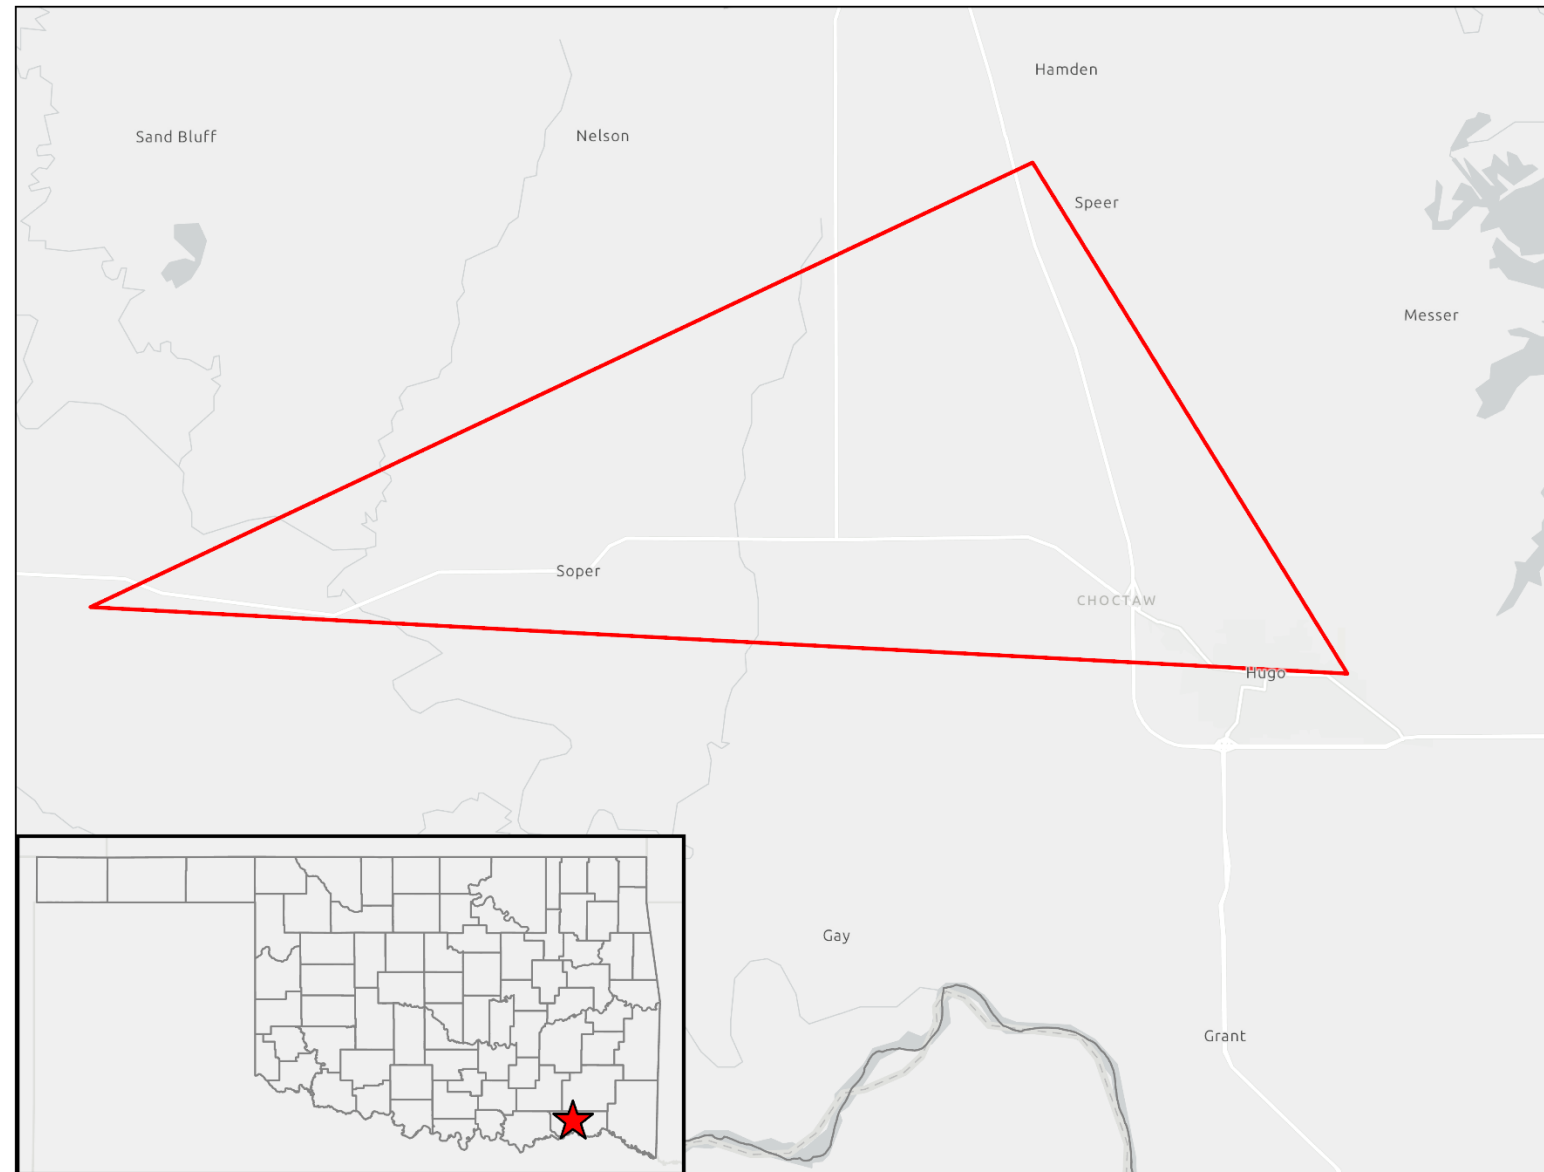 Hamden
Sand Bluff
Nelson
Speer
Messer
Soper
CHOCTAW
Hugo
Gay
Grant